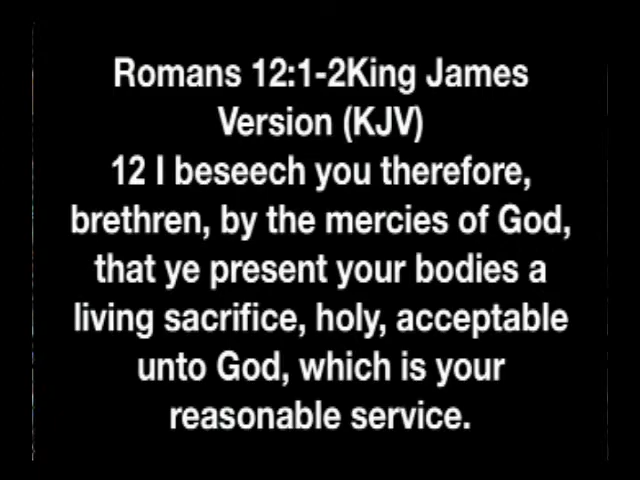 Romans 12:1-2King James
Version (KJV)
12 I beseech you therefore,
brethren, by the mercies of God,
that ye present your bodies a
living sacrifice, holy, acceptable
unto God, which is your
reasonable service.